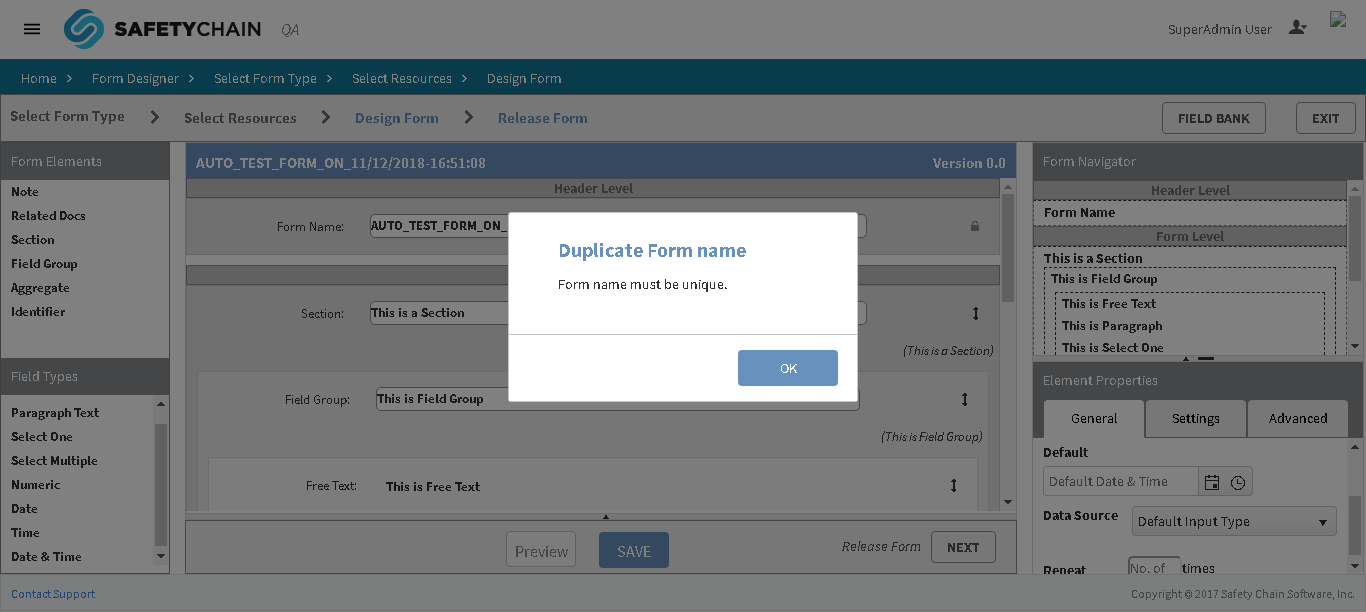 SAFETYCHAIN QA
SuperAdmin User
Home > Form Designer > Select Form Type > Select Resources > Design Form
Select Form Type > Select Resources > Design Form > Release Form
FIELD BANK
EXIT
Form Elements
Note
Related Docs
Section
Field Group
Aggregate
Identifier
Field Types
Paragraph Text
Select One
Select Multiple
Numeric
Date
Time
Date & Time
AUTO_TEST_FORM_ON_11/12/2018-16:51:08 Version 0.0
Header Level
Form Name: AUTO_TEST_FORM_ON_
Section: This is a Section
(This is a Section)
Field Group: This is Field Group
(This is Field Group)
Free Text: This is Free Text
Preview
SAVE
Release Form
NEXT
Duplicate Form name
Form name must be unique.
OK
Form Navigator
Header Level
Form Name
Form Level
This is a Section
This is Field Group
This is Free Text
This is Paragraph
This is Select One
Element Properties
General
Settings
Advanced
Default
Default Date & Time
Data Source Default Input Type
Repeat No. of times
Contact Support
Copyright © 2017 Safety Chain Software, Inc.